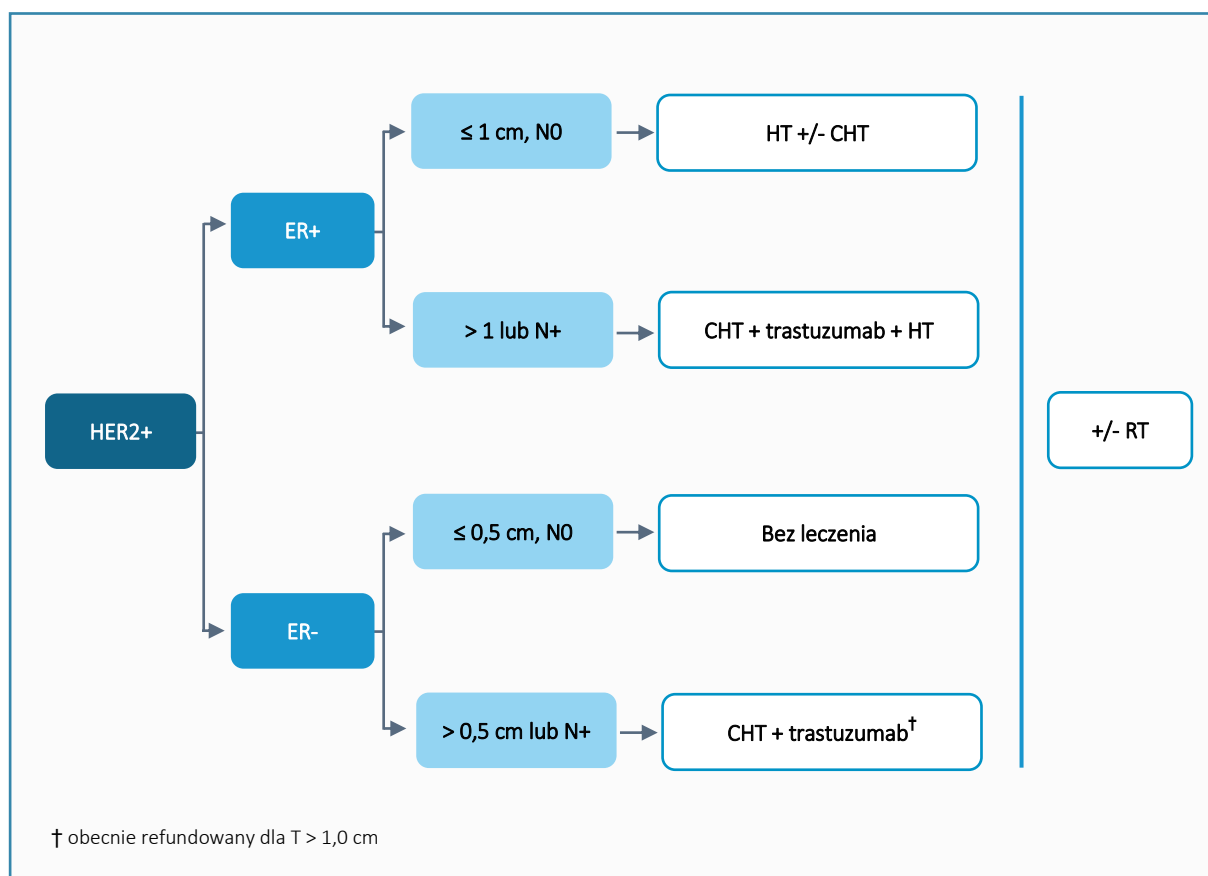 ≤ 1 cm, N0
HT +/- CHT
ER+
> 1 lub N+
CHT + trastuzumab + HT
HER2+
+/- RT
≤ 0,5 cm, N0
Bez leczenia
ER-
> 0,5 cm lub N+
CHT + trastuzumab†
† obecnie refundowany dla T > 1,0 cm